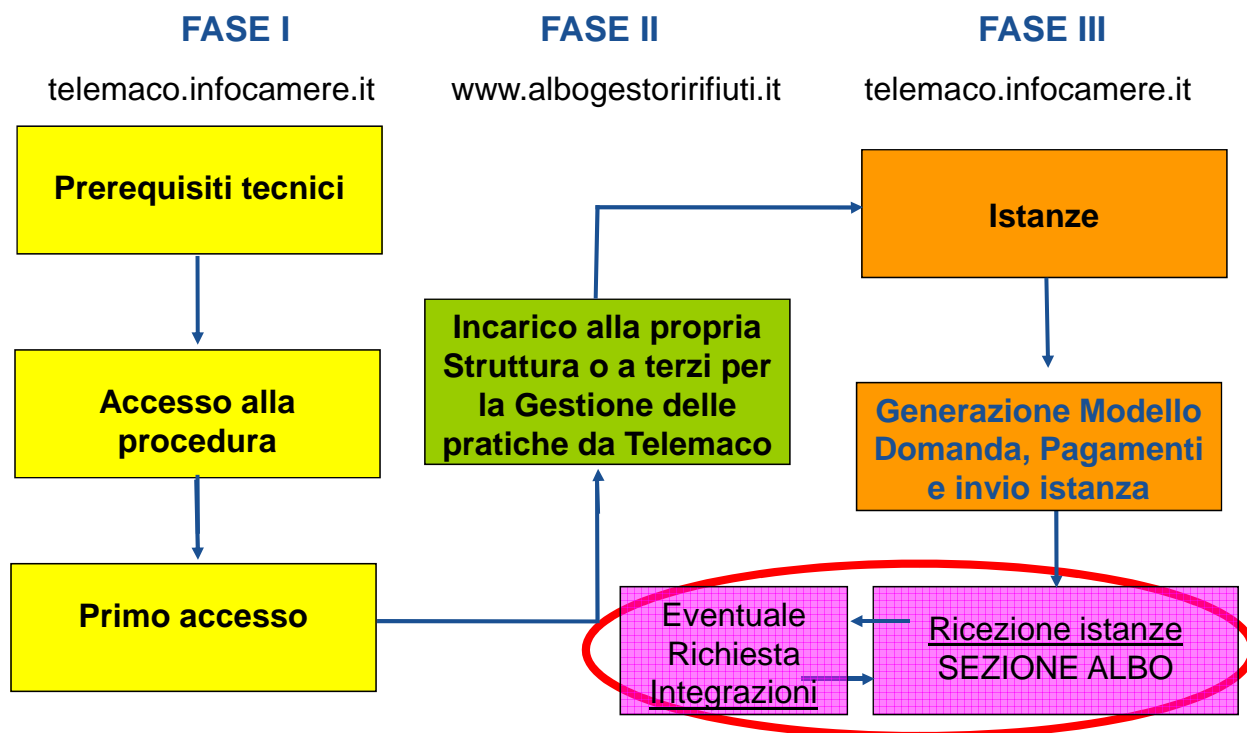 FASE I
FASE II
FASE III
telemaco.infocamere.it
www.albogestoririfiuti.it
telemaco.infocamere.it
Prerequisiti tecnici
Accesso alla
procedura
Primo accesso
Incarico alla propria
Struttura o a terzi per
la Gestione delle
pratiche da Telemaco
Istanze
Generazione Modello
Domanda, Pagamenti
e invio istanza
Eventuale
Richiesta
Integrazioni
Ricezione istanze
SEZIONE ALBO